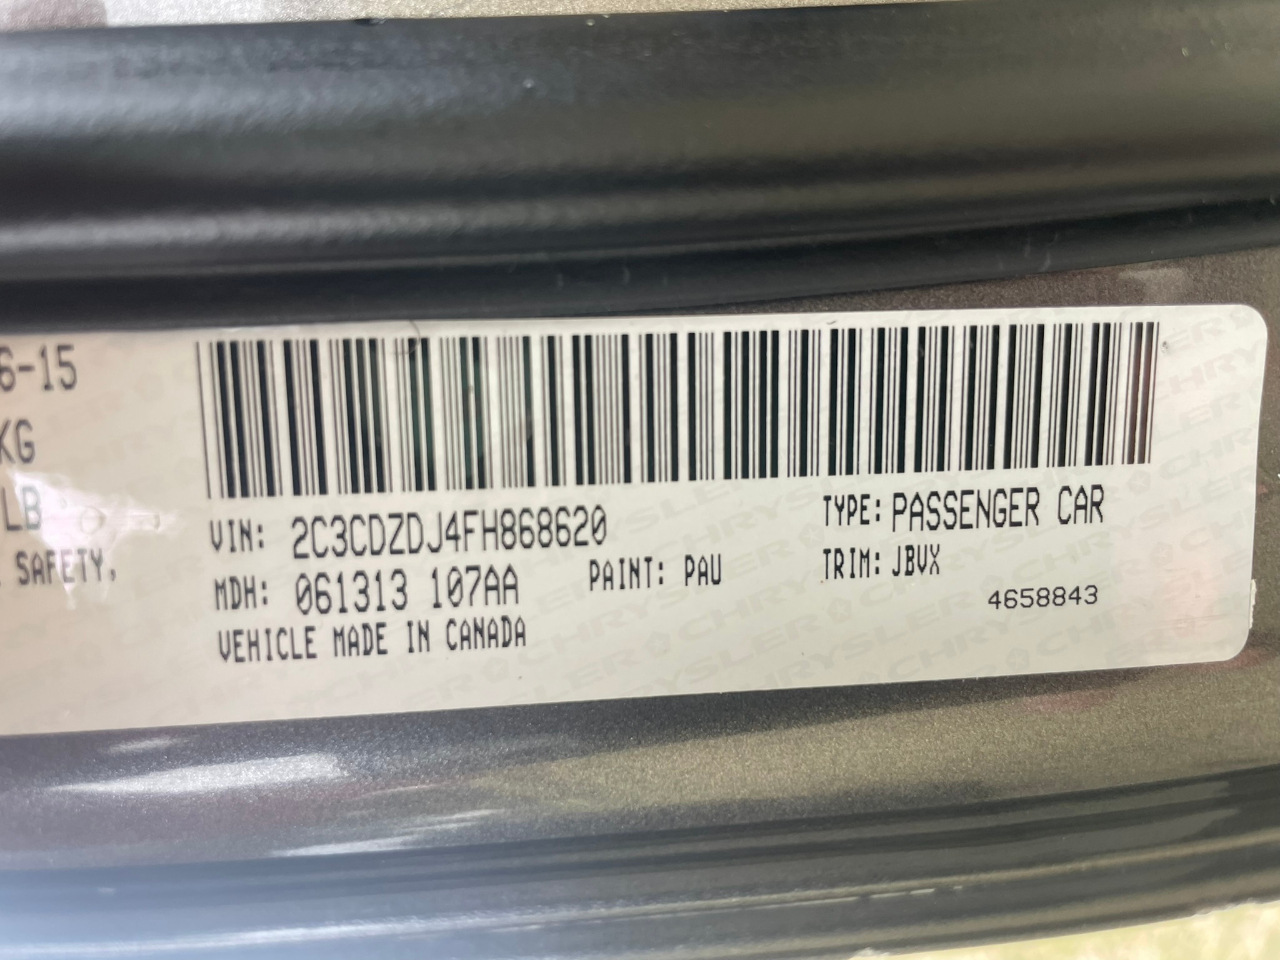 6-15
KG
LB
SAFETY,
VIN: 2C3CDZDJ4FH868620
TYPE: PASSENGER CAR
MDH: 061313 107AA
PAINT: PAU
TRIM: JBVX
VEHICLE MADE IN CANADA
4658843
CHRYSLER